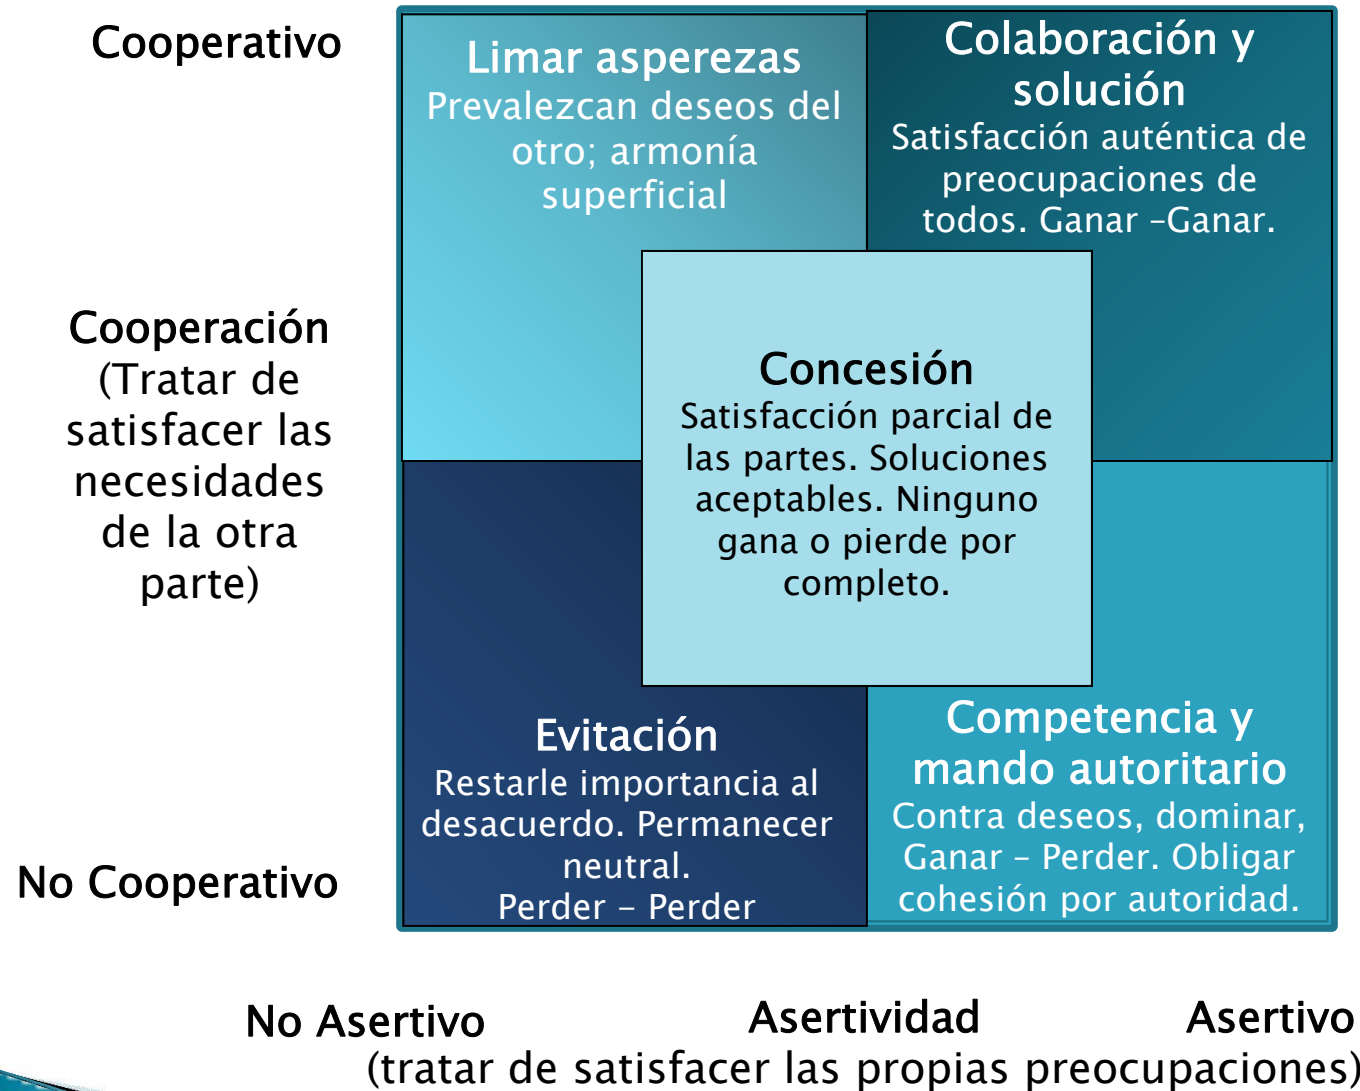 Cooperativo
Limar asperezas
Prevalezcan deseos del
otro; armonía
superficial
Colaboración y
solución
Satisfacción auténtica de
preocupaciones de
todos. Ganar –Ganar.
Cooperación
(Tratar de
satisfacer las
necesidades
de la otra
parte)
Concesión
Satisfacción parcial de
las partes. Soluciones
aceptables. Ninguno
gana o pierde por
completo.
Evitación
Restarle importancia al
desacuerdo. Permanecer
neutral.
Perder – Perder
Competencia y
mando autoritario
Contra deseos, dominar,
Ganar – Perder. Obligar
cohesión por autoridad.
No Cooperativo
No Asertivo
Asertividad
Asertivo
(tratar de satisfacer las propias preocupaciones)